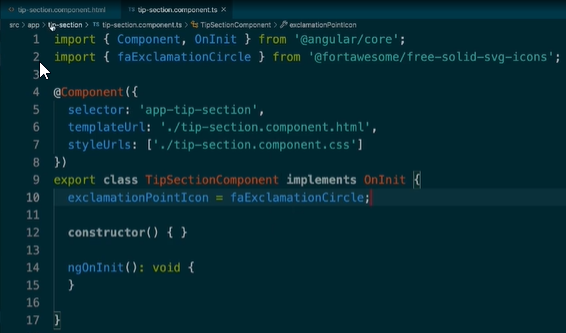 tip-section.component.html tip-section.component.ts ×
src > app > tip-section > TS tip-section.component.ts > TipSectionComponent > exclamationPointIcon
1 import { Component, OnInit } from '@angular/core';
2 import { faExclamationCircle } from '@fortawesome/free-solid-svg-icons';
3
4 @Component({
5 selector: 'app-tip-section',
6 templateUrl: './tip-section.component.html',
7 styleUrls: ['./tip-section.component.css']
8 })
9 export class TipSectionComponent implements OnInit {
10 exclamationPointIcon = faExclamationCircle;
11
12 constructor() { }
13
14 ngOnInit(): void {
15 }
16
17 }